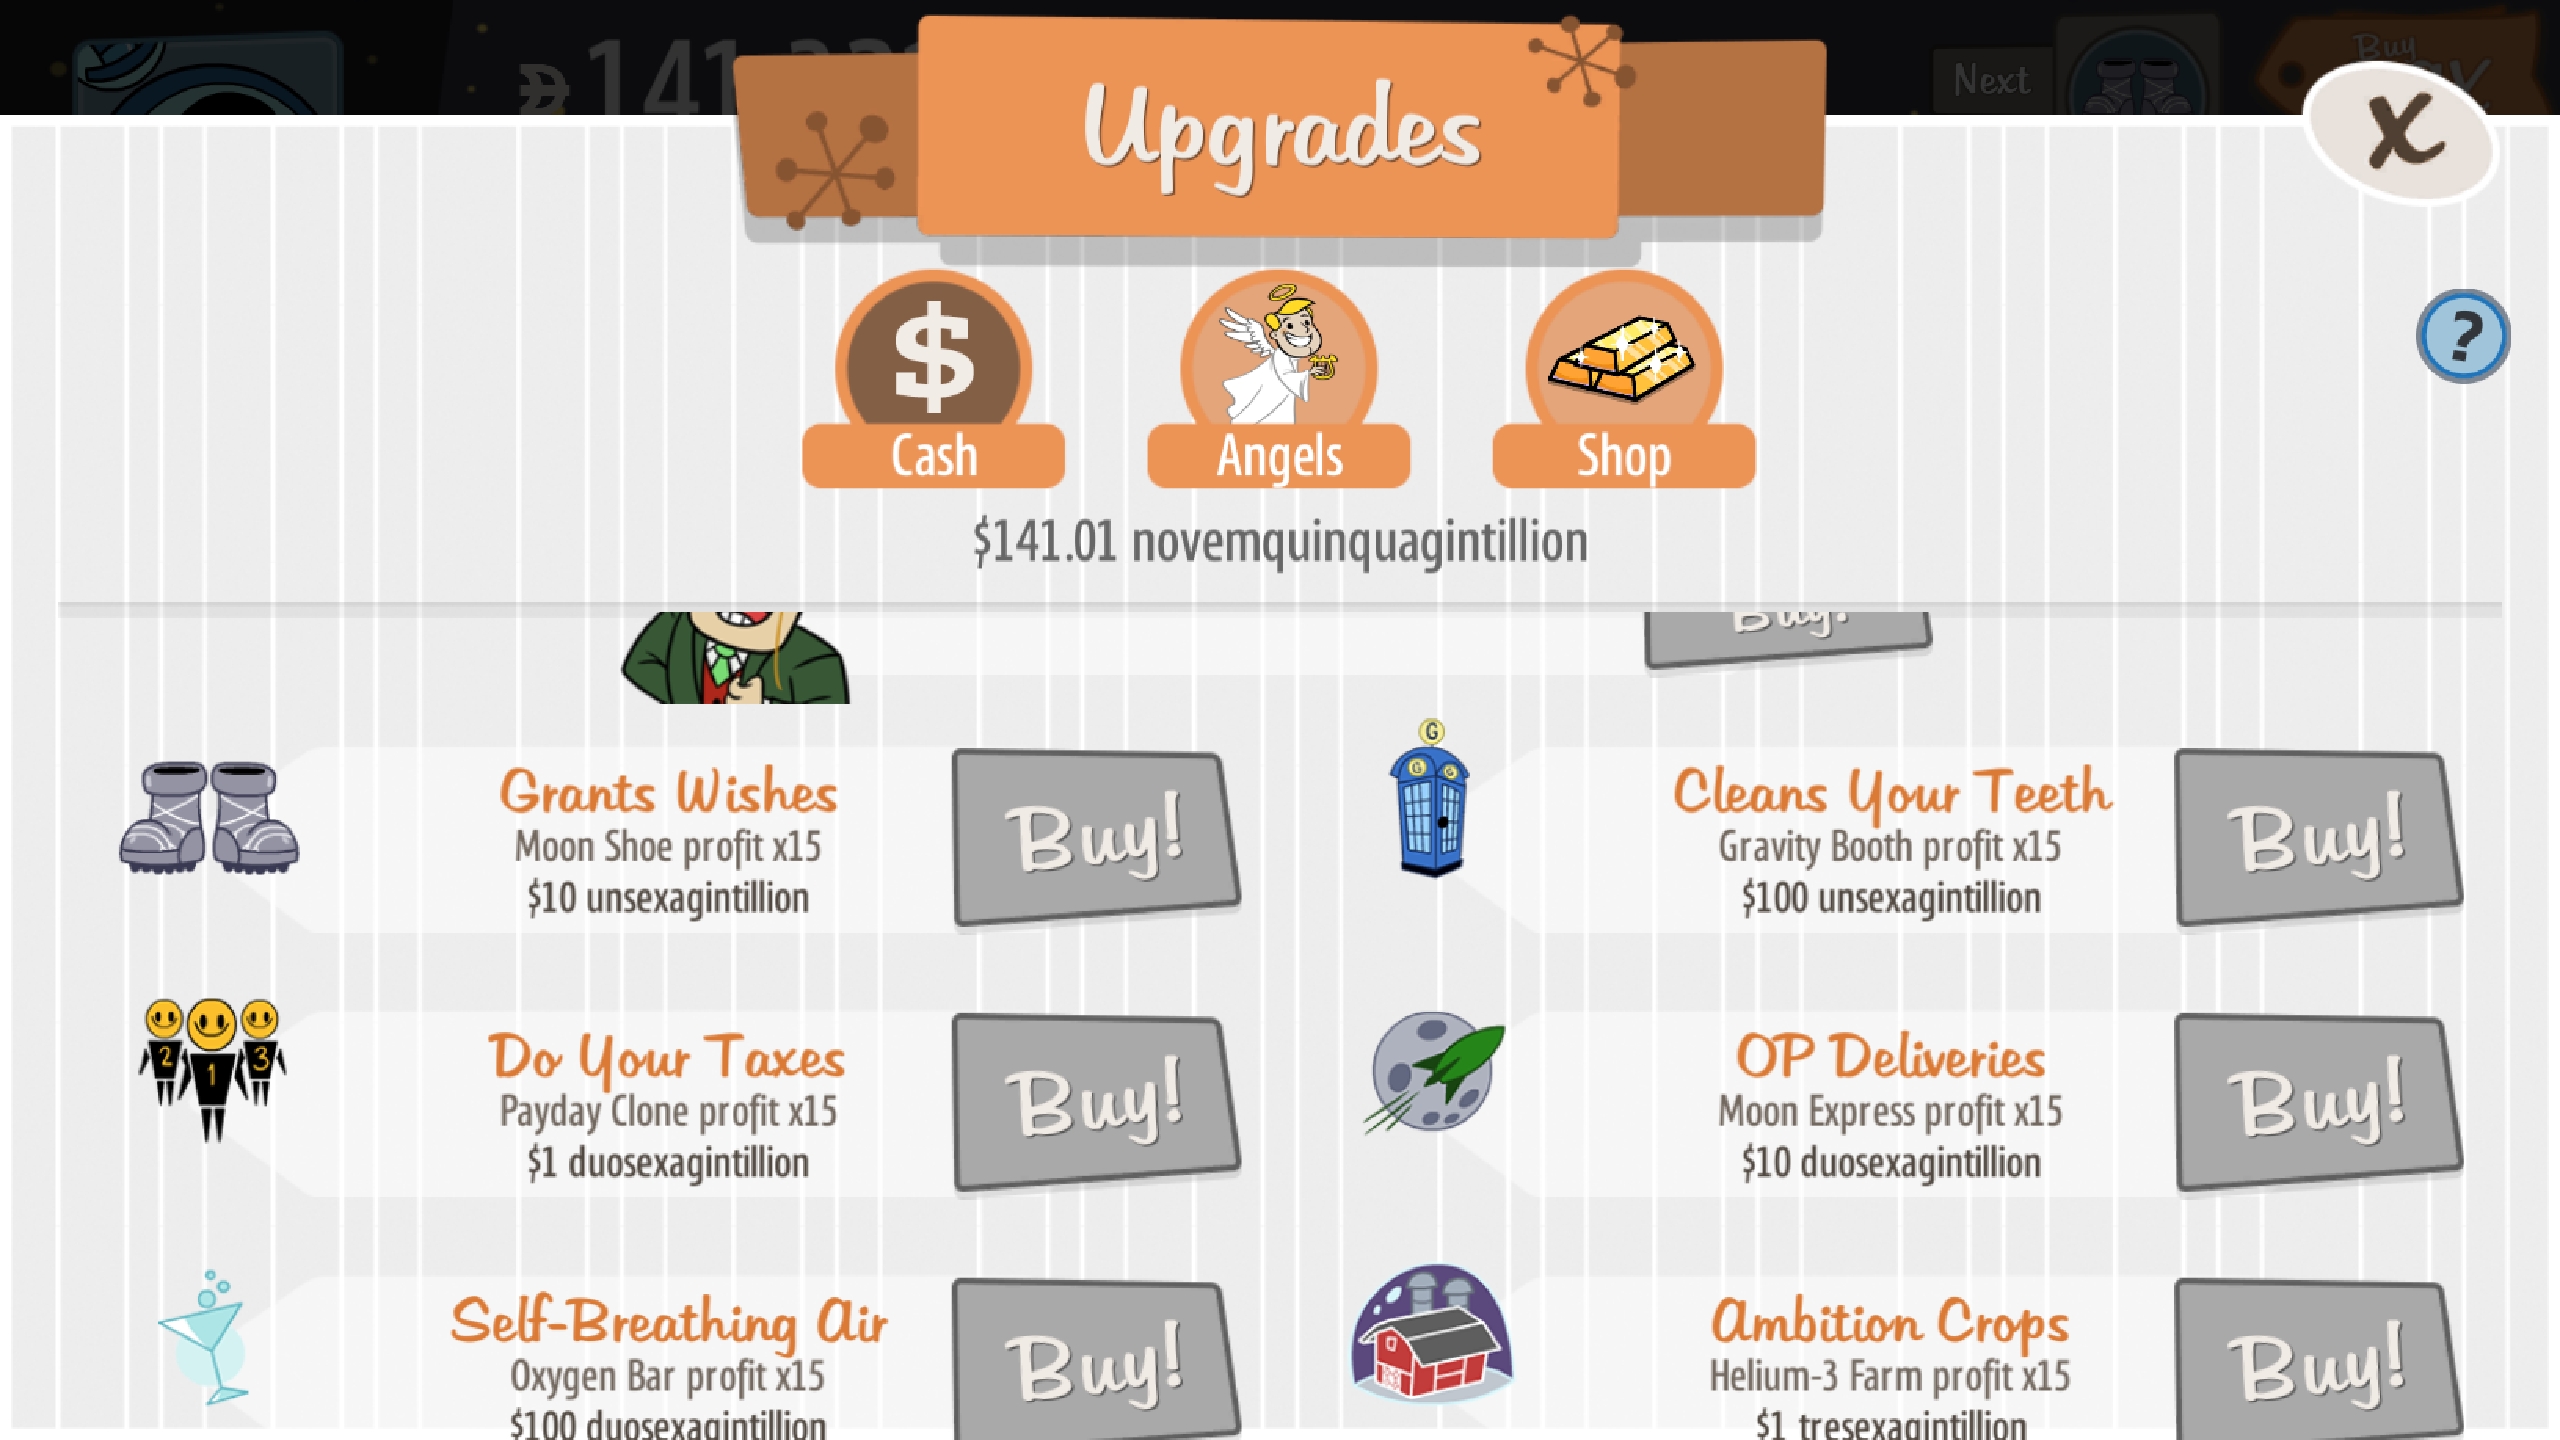 Next
Buy
Upgrades
X
?
$
Cash
Angels
Shop
$141.01 novemquinquagintillion
Buy!
Grants Wishes
Moon Shoe profit x15
$10 unsexagintillion
Buy!
G
G
G
Cleans Your Teeth
Gravity Booth profit x15
$100 unsexagintillion
Buy!
2
1
3
Do Your Taxes
Payday Clone profit x15
$1 duosexagintillion
Buy!
OP Deliveries
Moon Express profit x15
$10 duosexagintillion
Buy!
Self-Breathing Air
Oxygen Bar profit x15
$100 duosexagintillion
Buy!
Ambition Crops
Helium-3 Farm profit x15
$1 tresexagintillion
Buy!